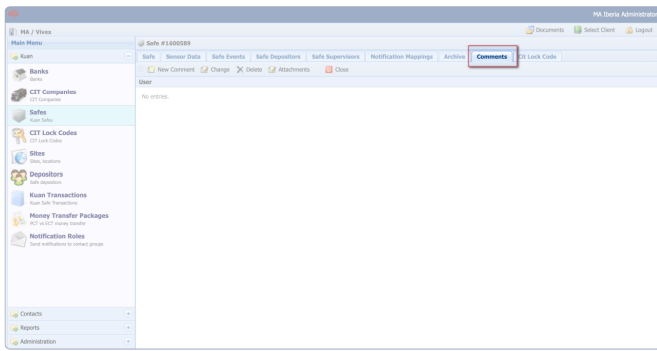 MA Iberia Administrator
MA / Vivex
Documents Select Client Logout
Main Menu
Safe #1600589
Kuan
Safe Sensor Data Safe Events Safe Depositors Safe Supervisors Notification Mappings Archive Comments Cit Lock Code
New Comment Change Delete Attachments Close
User
No entries.
Banks
Banks
CIT Companies
CIT Companies
Safes
Kuan Safes
CIT Lock Codes
CIT Lock Codes
Sites
Sites, locations
Depositors
Safe depositors
Kuan Transactions
Kuan Safe Transactions
Money Transfer Packages
PCT vs ECT money transfer
Notification Roles
Send notifications to contact groups
Contacts
Reports
Administration